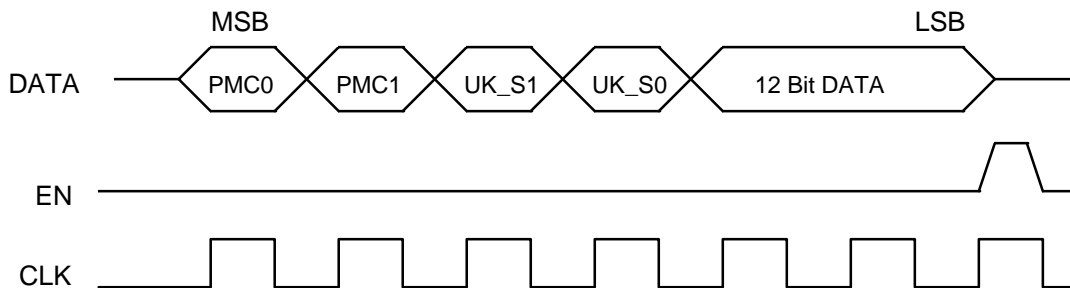 MSB LSB
DATA PMC0 PMC1 UK_S1 UK_S0 12 Bit DATA
EN
CLK